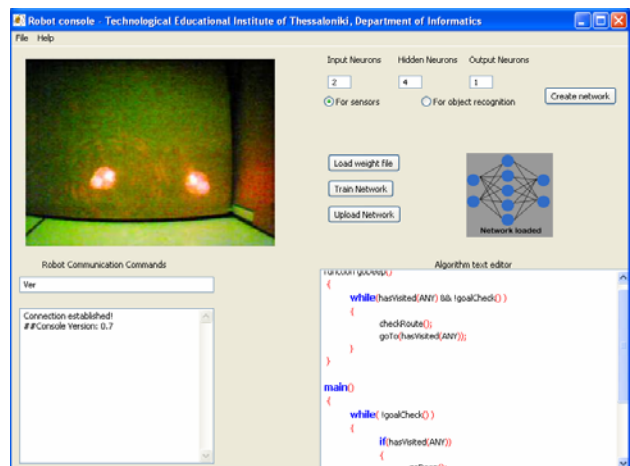 Robot console - Technological Educational Institute of Thessaloniki, Department of Informatics
File Help
Input Neurons Hidden Neurons Output Neurons
2 4 1
For sensors For object recognition Create network
Load weight file
Train Network
Upload Network
Network loaded
Robot Communication Commands
Ver
Connection established!
##Console Version: 0.7
Algorithm text editor
function goDeep()
{
while(hasVisited(ANY) && !goalCheck() )
{
checkRoute();
goTo(hasVisited(ANY));
}
}
main()
{
while( !goalCheck() )
{
if(hasVisited(ANY))
{